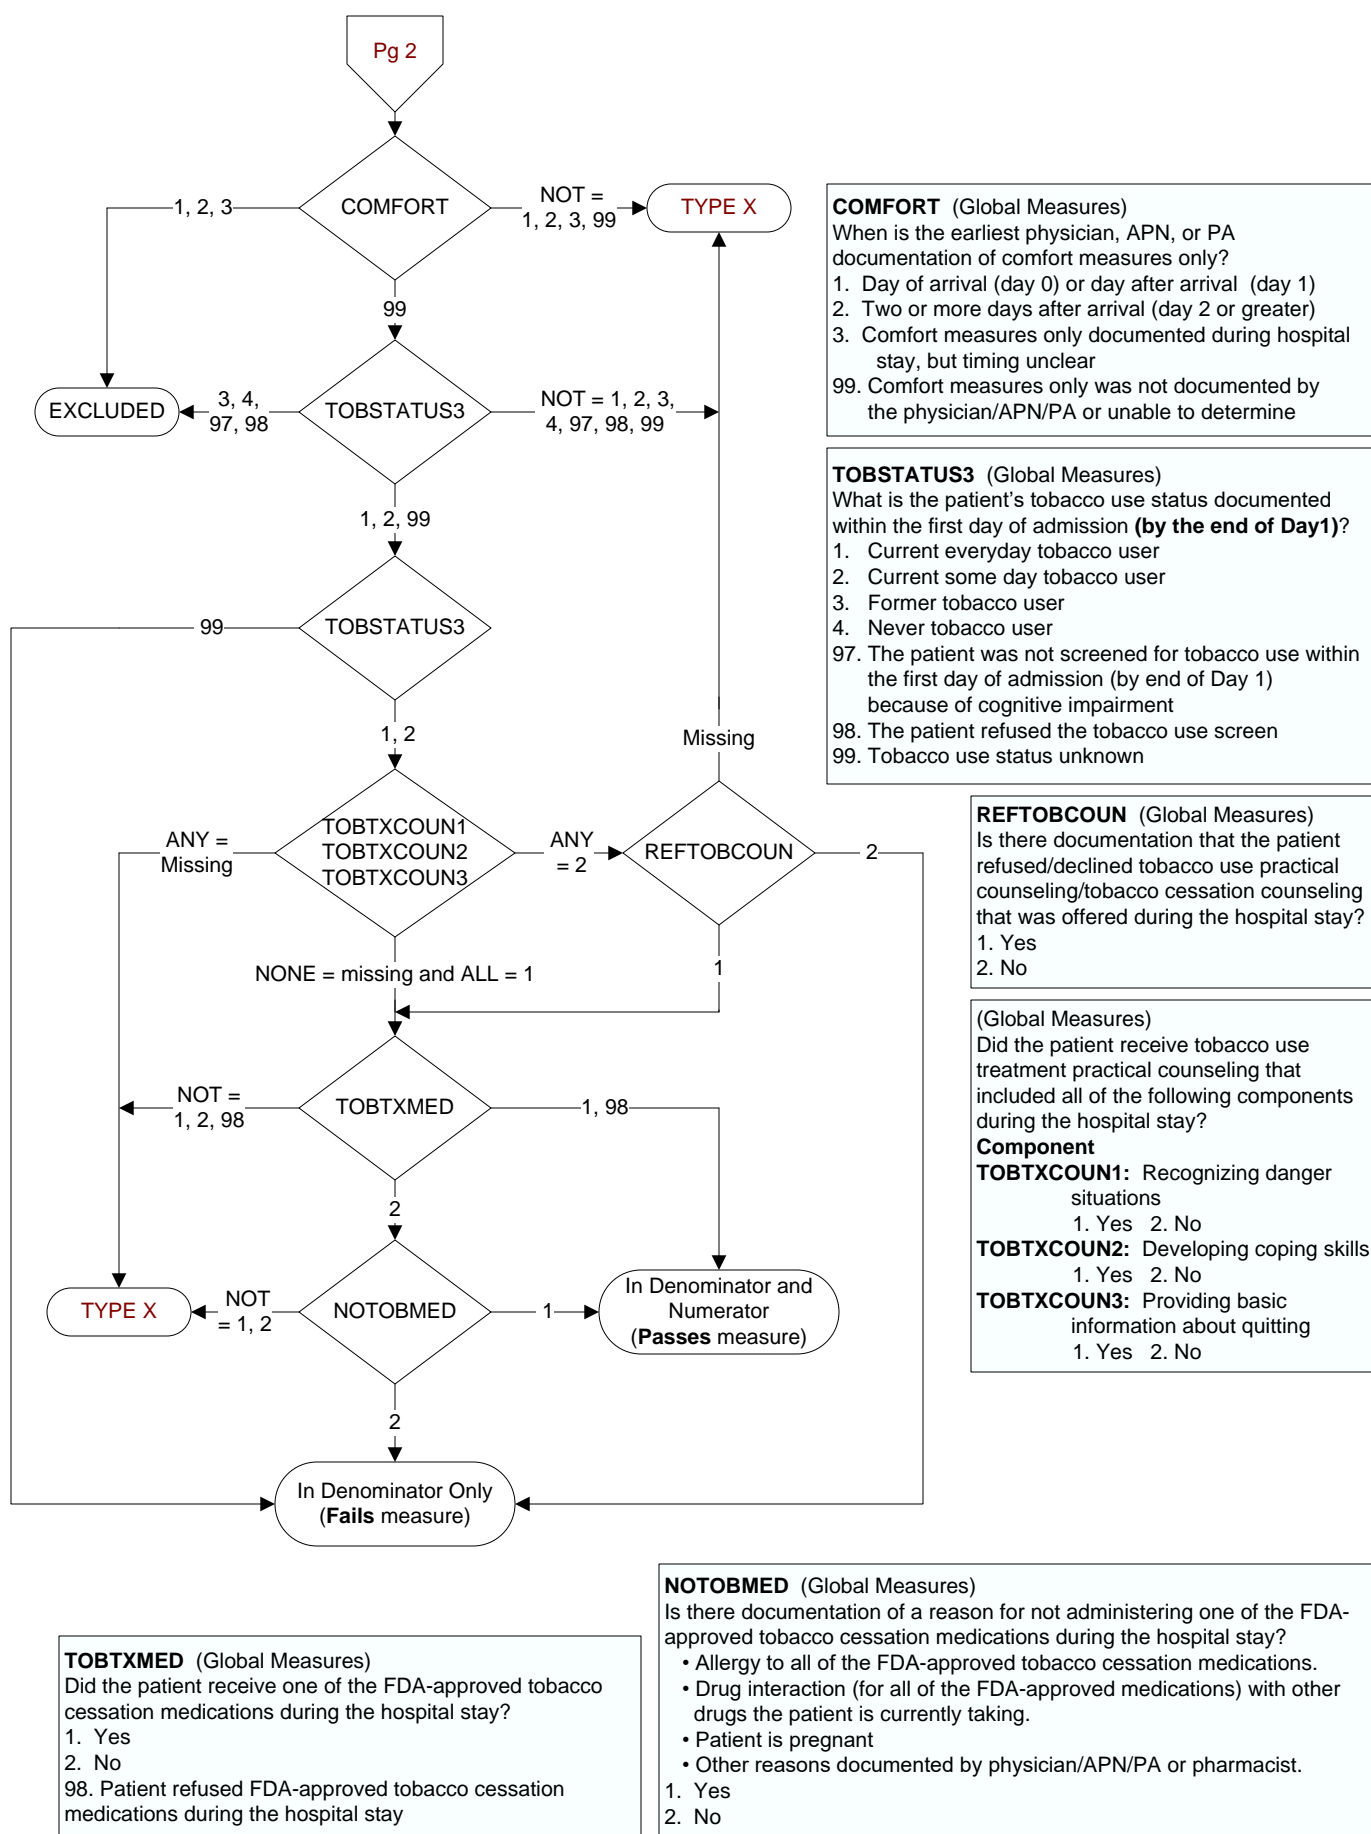 Pg 2
COMFORT
1, 2, 3
NOT =
1, 2, 3, 99
TYPE X
99
EXCLUDED
3, 4,
97, 98
TOBSTATUS3
NOT = 1, 2, 3,
4, 97, 98, 99
1, 2, 99
99
TOBSTATUS3
1, 2
Missing
ANY =
Missing
TOBTXCOUN1
TOBTXCOUN2
TOBTXCOUN3
ANY
= 2
REFTOBCOUN
2
NONE = missing and ALL = 1
1
NOT =
1, 2, 98
TOBTXMED
1, 98
2
TYPE X
NOT
= 1, 2
NOTOBMED
1
In Denominator and
Numerator
(Passes measure)
2
In Denominator Only
(Fails measure)
COMFORT (Global Measures)
When is the earliest physician, APN, or PA
documentation of comfort measures only?
1. Day of arrival (day 0) or day after arrival (day 1)
2. Two or more days after arrival (day 2 or greater)
3. Comfort measures only documented during hospital
stay, but timing unclear
99. Comfort measures only was not documented by
the physician/APN/PA or unable to determine
TOBSTATUS3 (Global Measures)
What is the patient's tobacco use status documented
within the first day of admission (by the end of Day1)?
1. Current everyday tobacco user
2. Current some day tobacco user
3. Former tobacco user
4. Never tobacco user
97. The patient was not screened for tobacco use within
the first day of admission (by end of Day 1)
because of cognitive impairment
98. The patient refused the tobacco use screen
99. Tobacco use status unknown
REFTOBCOUN (Global Measures)
Is there documentation that the patient
refused/declined tobacco use practical
counseling/tobacco cessation counseling
that was offered during the hospital stay?
1. Yes
2. No
(Global Measures)
Did the patient receive tobacco use
treatment practical counseling that
included all of the following components
during the hospital stay?
Component
TOBTXCOUN1: Recognizing danger
situations
1. Yes 2. No
TOBTXCOUN2: Developing coping skills
1. Yes 2. No
TOBTXCOUN3: Providing basic
information about quitting
1. Yes 2. No
TOBTXMED (Global Measures)
Did the patient receive one of the FDA-approved tobacco
cessation medications during the hospital stay?
1. Yes
2. No
98. Patient refused FDA-approved tobacco cessation
medications during the hospital stay
NOTOBMED (Global Measures)
Is there documentation of a reason for not administering one of the FDA-
approved tobacco cessation medications during the hospital stay?
• Allergy to all of the FDA-approved tobacco cessation medications.
• Drug interaction (for all of the FDA-approved medications) with other
drugs the patient is currently taking.
• Patient is pregnant
• Other reasons documented by physician/APN/PA or pharmacist.
1. Yes
2. No